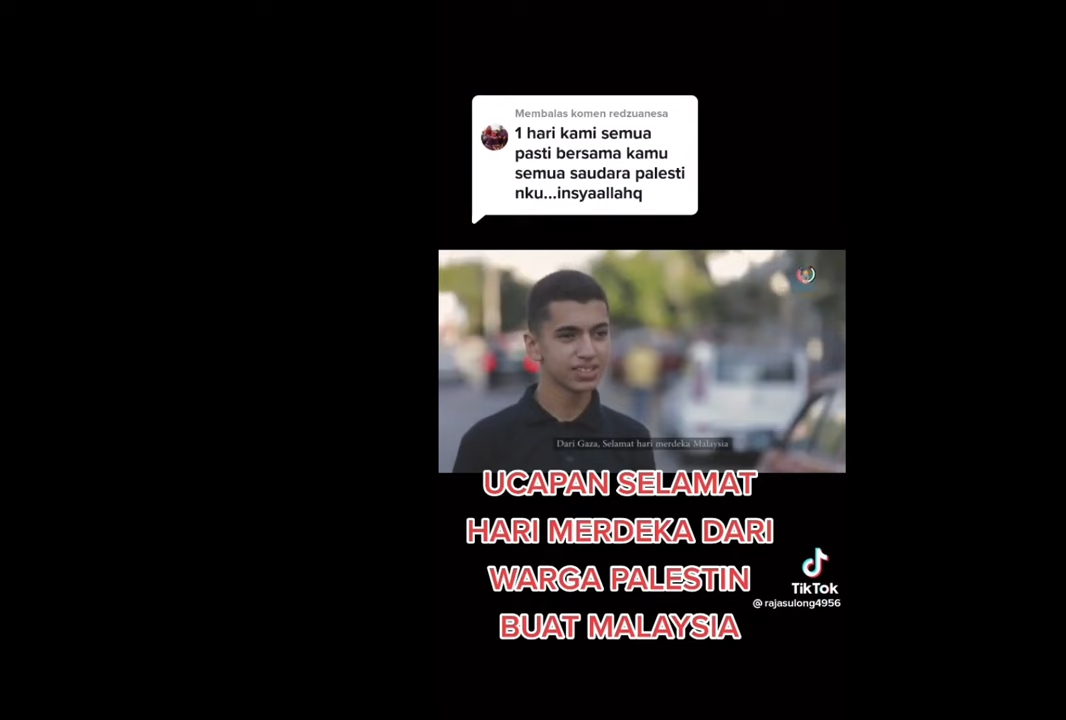 Membalas komen redzuanesa
1 hari kami semua
pasti bersama kamu
semua saudara palesti
nku...insyaallahq
Dari Gaza, Selamat hari merdeka Malaysia
UCAPAN SELAMAT
HARI MERDEKA DARI
WARGA PALESTIN
BUAT MALAYSIA
TikTok
@rajasulong4956